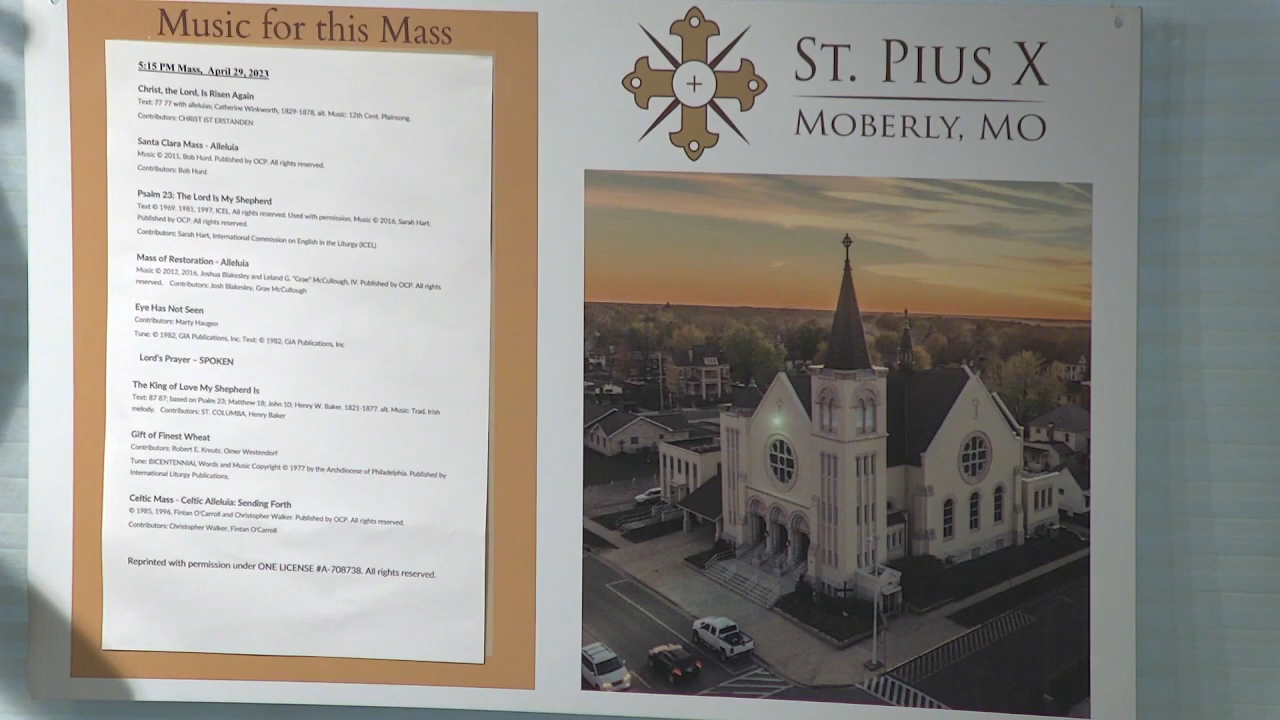 Music for this Mass
5:15 PM Mass, April 29, 2023
Christ, the Lord, Is Risen Again
Text: 77 77 with alleluias; Catherine Winkworth, 1829-1878, alt. Music: 12th Cent. Plainsong.
Contributors: CHRIST IST ERSTANDEN
Santa Clara Mass - Alleluia
Music © 2011, Bob Hurd. Published by OCP. All rights reserved.
Contributors: Bob Hurd
Psalm 23: The Lord Is My Shepherd
Text © 1969, 1981, 1997, ICEL. All rights reserved. Used with permission. Music © 2016, Sarah Hart.
Published by OCP. All rights reserved.
Contributors: Sarah Hart, International Commission on English in the Liturgy (ICEL)
Mass of Restoration - Alleluia
Music © 2012, 2016, Joshua Blakesley and Leland G. "Grae" McCullough, IV. Published by OCP. All rights
reserved. Contributors: Josh Blakesley, Grae McCullough
Eye Has Not Seen
Contributors: Marty Haugen
Tune: © 1982, GIA Publications, Inc. Text: © 1982, GIA Publications, Inc
Lord's Prayer – SPOKEN
The King of Love My Shepherd Is
Text: 87 87; based on Psalm 23; Matthew 18; John 10; Henry W. Baker, 1821-1877. alt. Music: Trad. Irish
melody. Contributors: ST. COLUMBA, Henry Baker
Gift of Finest Wheat
Contributors: Robert E. Kreutz, Omer Westendorf
Tune: BICENTENNIAL Words and Music Copyright © 1977 by the Archdiocese of Philadelphia. Published by
International Liturgy Publications.
Celtic Mass - Celtic Alleluia: Sending Forth
© 1985, 1996, Fintan O'Carroll and Christopher Walker. Published by OCP. All rights reserved.
Contributors: Christopher Walker, Fintan O'Carroll
Reprinted with permission under ONE LICENSE #A-708738. All rights reserved.
ST. PIUS X
MOBERLY, MO